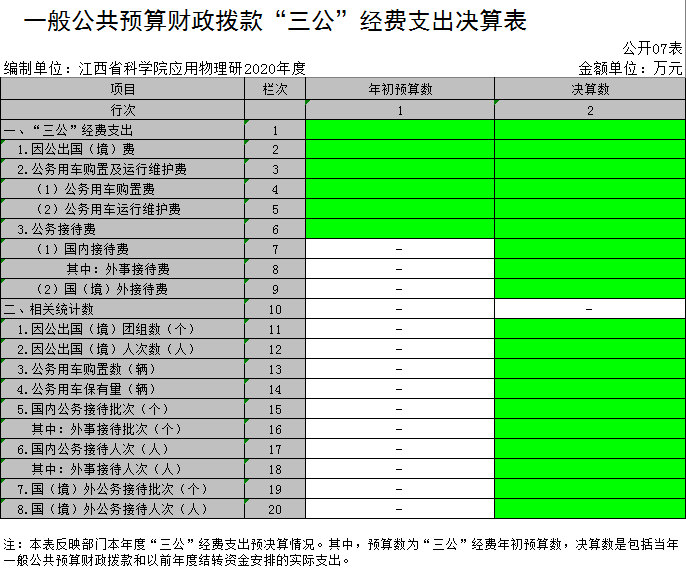 一般公共预算财政拨款“三公”经费支出决算表
公开07表
编制单位：江西省科学院应用物理研2020年度 金额单位：万元
项目 栏次 年初预算数 决算数
行次 1 2
一、“三公”经费支出 1
1.因公出国（境）费 2
2.公务用车购置及运行维护费 3
（1）公务用车购置费 4
（2）公务用车运行维护费 5
3.公务接待费 6
（1）国内接待费 7 –
其中：外事接待费 8 –
（2）国（境）外接待费 9 –
二、相关统计数 10 – –
1.因公出国（境）团组数（个） 11 –
2.因公出国（境）人次数（人） 12 –
3.公务用车购置数（辆） 13 –
4.公务用车保有量（辆） 14 –
5.国内公务接待批次（个） 15 –
其中：外事接待批次（个） 16 –
6.国内公务接待人次（人） 17 –
其中：外事接待人次（人） 18 –
7.国（境）外公务接待批次（个） 19 –
8.国（境）外公务接待人次（人） 20 –
注：本表反映部门本年度“三公”经费支出预决算情况。其中，预算数为“三公”经费年初预算数，决算数是包括当年
一般公共预算财政拨款和以前年度结转资金安排的实际支出。